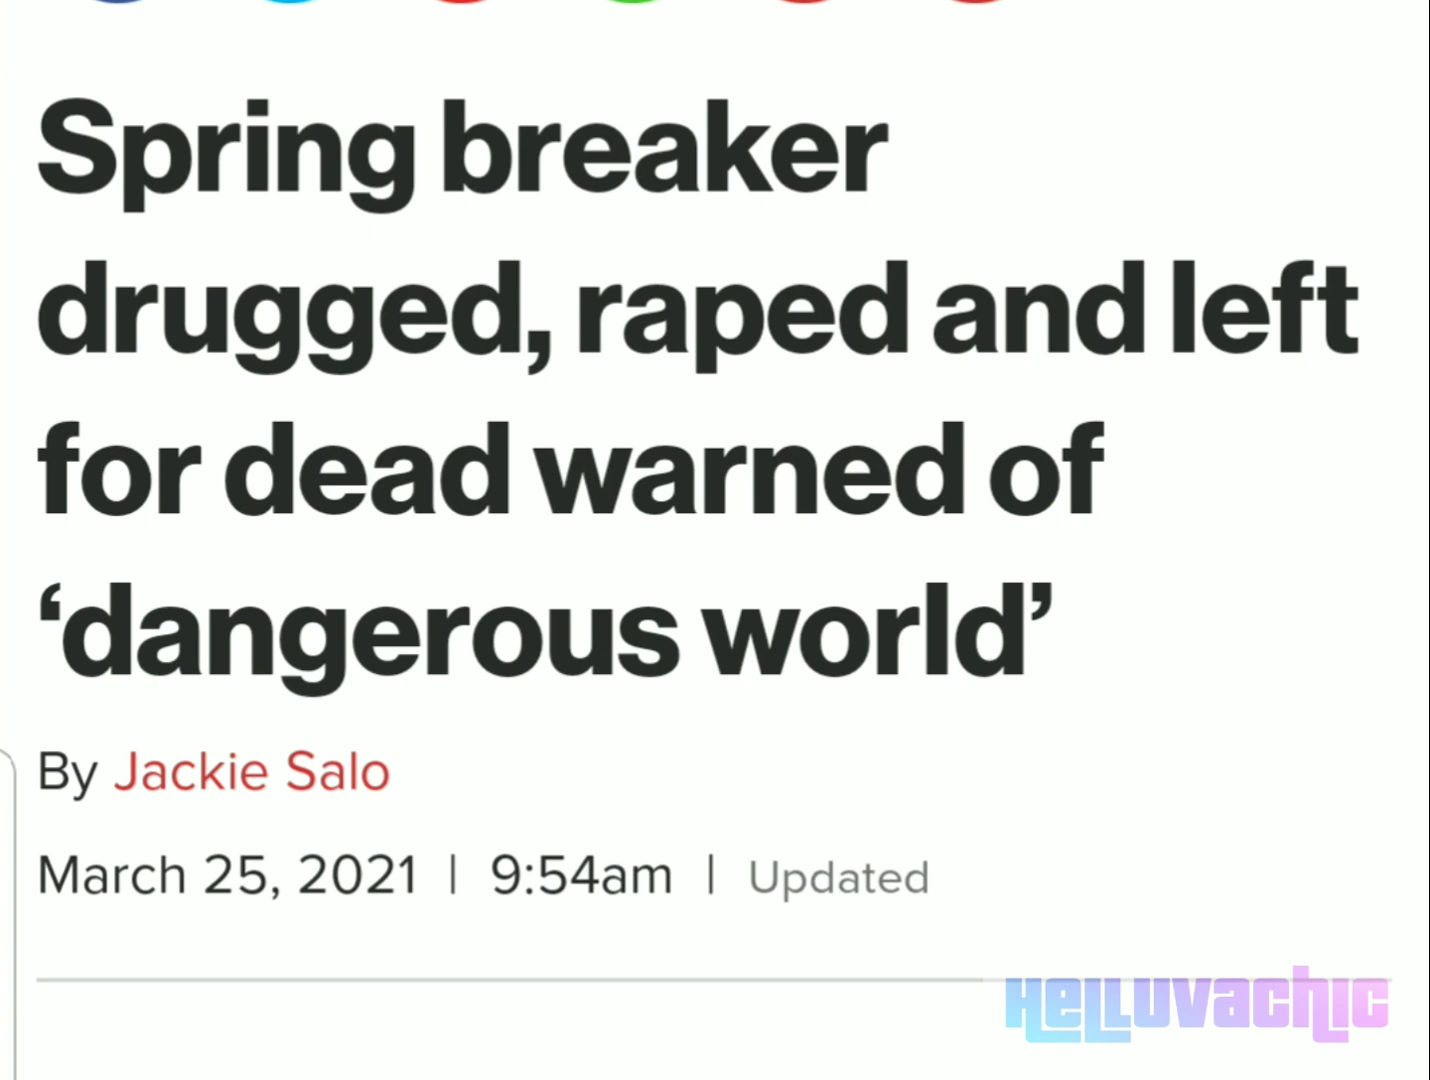 Spring breaker
drugged, raped and left
for dead warned of
‘dangerous world’
By Jackie Salo
March 25, 2021 | 9:54am | Updated
HELLUVACHIC